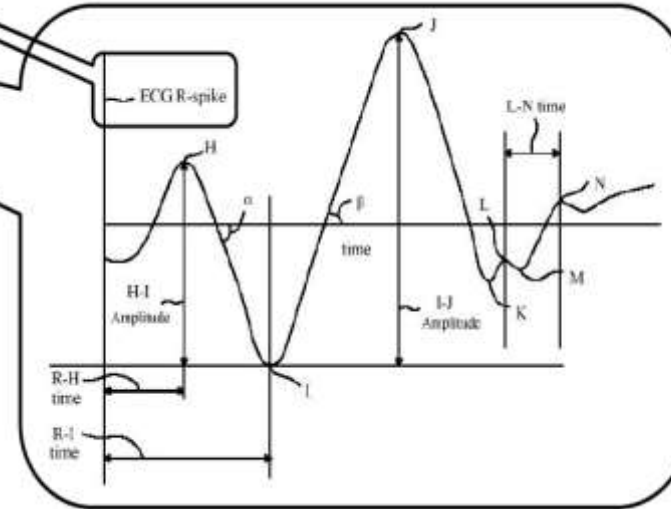 ECG R-spike
J
H
L-N time
α
L
N
β
time
H-I
Amplitude
I-J
Amplitude
M
K
I
R-H
time
R-I
time